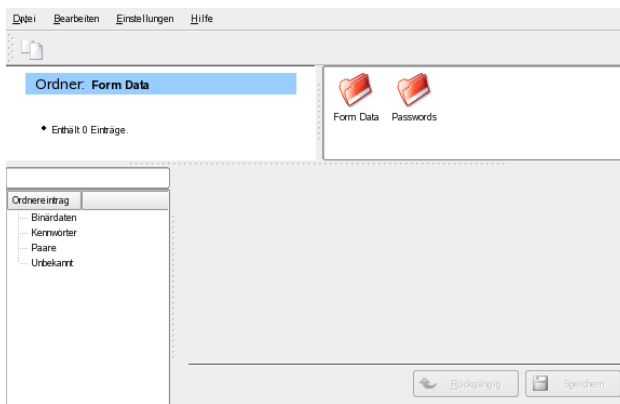 Datei Bearbeiten Einstellungen Hilfe
Ordner: Form Data
Enthält 0 Einträge.
Form Data Passwords
Ordnereintrag
Binärdaten
Kennwörter
Paare
Unbekannt
Rückgängig Speichern